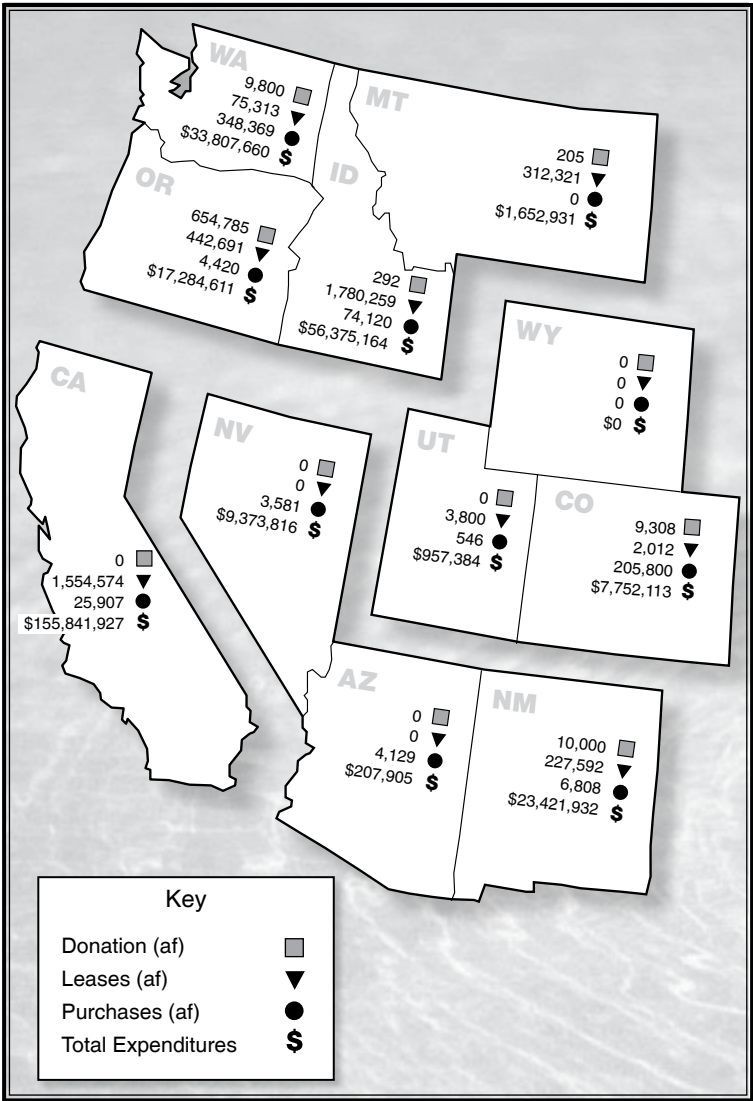 WA
9,800
75,313
348,369
$33,807,660 $
MT
205
312,321
0
$1,652,931 $
ID
OR
654,785
442,691
4,420
$17,284,611 $
292
1,780,259
74,120
$56,375,164 $
WY
0
0
0
$0 $
CA
0
1,554,574
25,907
$155,841,927 $
NV
0
0
3,581
$9,373,816 $
UT
0
3,800
546
$957,384 $
CO
9,308
2,012
205,800
$7,752,113 $
AZ
0
0
4,129
$207,905 $
NM
10,000
227,592
6,808
$23,421,932 $
Key
Donation (af)
Leases (af)
Purchases (af)
Total Expenditures $